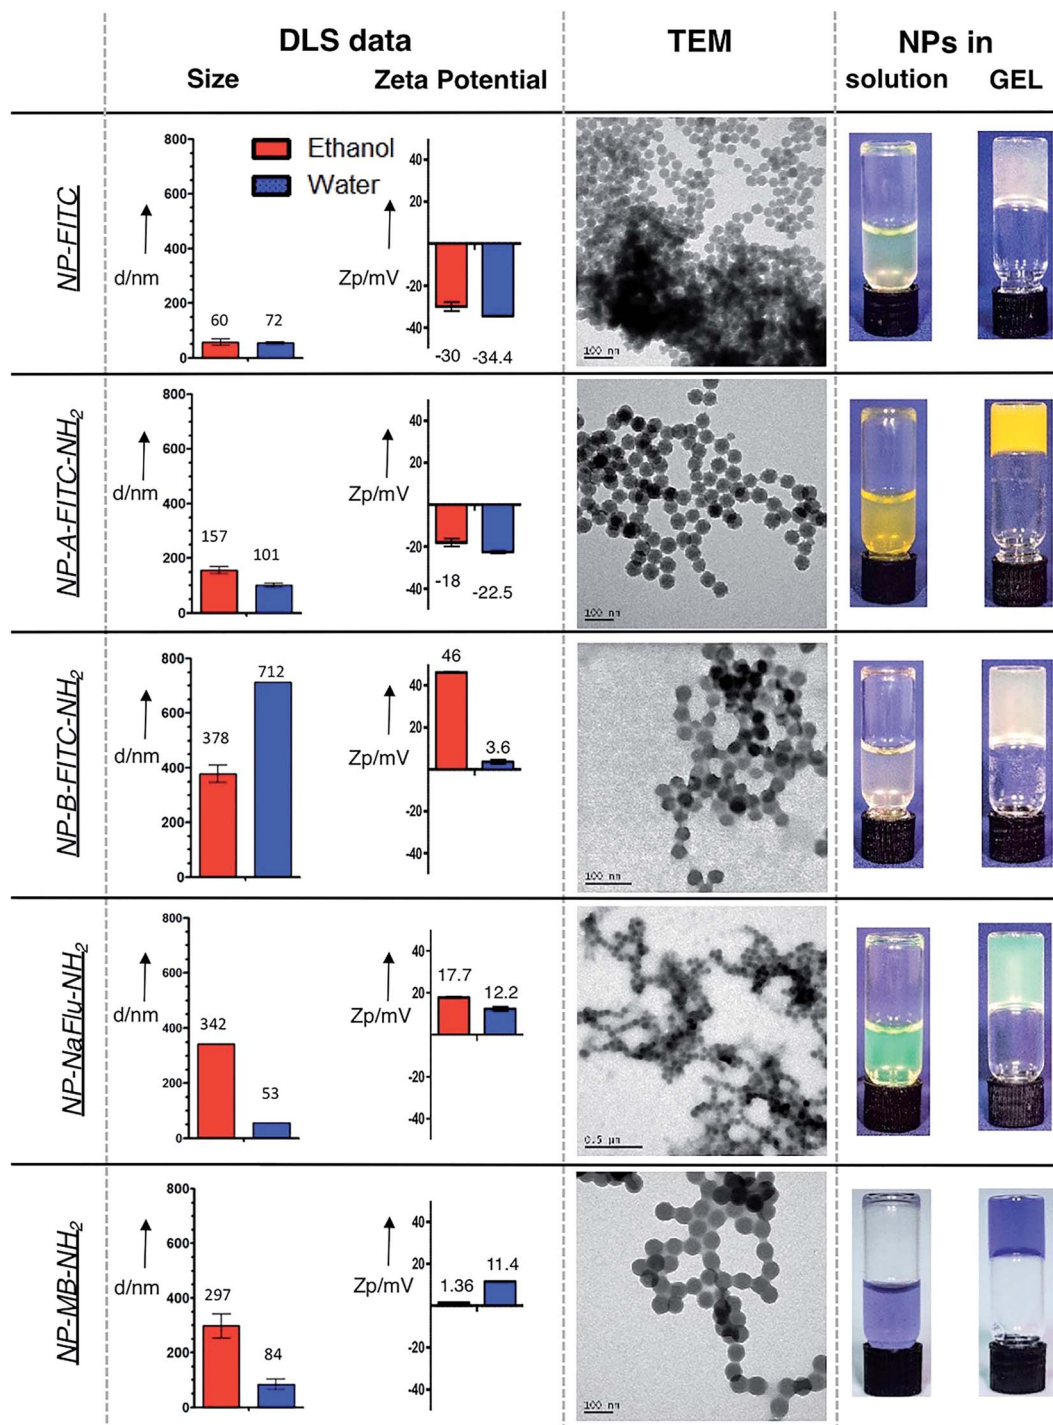 DLS data
TEM
NPs in
Size
Zeta Potential
solution
GEL
NP-FITC
800
600
400
200
0
d/nm
60
72
Ethanol
Water
20
-20
-40
Zp/mV
-30
-34.4
100 nm
NP-A-FITC-NH2
800
600
400
200
0
d/nm
157
101
40
20
-20
-40
Zp/mV
-18
-22.5
100 nm
NP-B-FITC-NH2
800
600
400
200
0
d/nm
378
712
40
20
-20
-40
Zp/mV
46
3.6
100 nm
NP-NaFlu-NH2
800
600
400
200
0
d/nm
342
53
40
20
-20
-40
Zp/mV
17.7
12.2
0.5 µm
NP-MB-NH2
800
600
400
200
0
d/nm
297
84
40
20
-20
-40
Zp/mV
1.36
11.4
100 nm